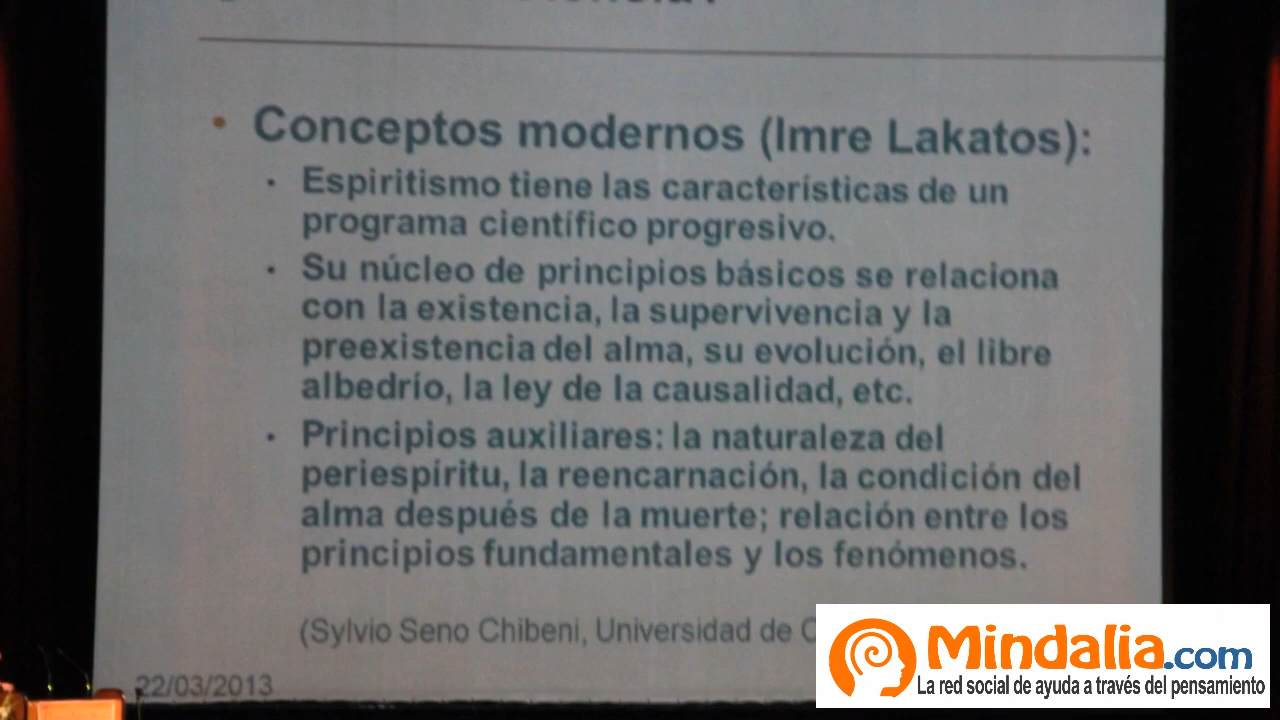 Conceptos modernos (Imre Lakatos):
Espiritismo tiene las características de un
programa científico progresivo.
Su núcleo de principios básicos se relaciona
con la existencia, la supervivencia y la
preexistencia del alma, su evolución, el libre
albedrío, la ley de la causalidad, etc.
Principios auxiliares: la naturaleza del
periespíritu, la reencarnación, la condición del
alma después de la muerte; relación entre los
principios fundamentales y los fenómenos.
(Sylvio Seno Chibeni, Universidad de
22/03/2013
Mindalia.com
La red social de ayuda a través del pensamiento